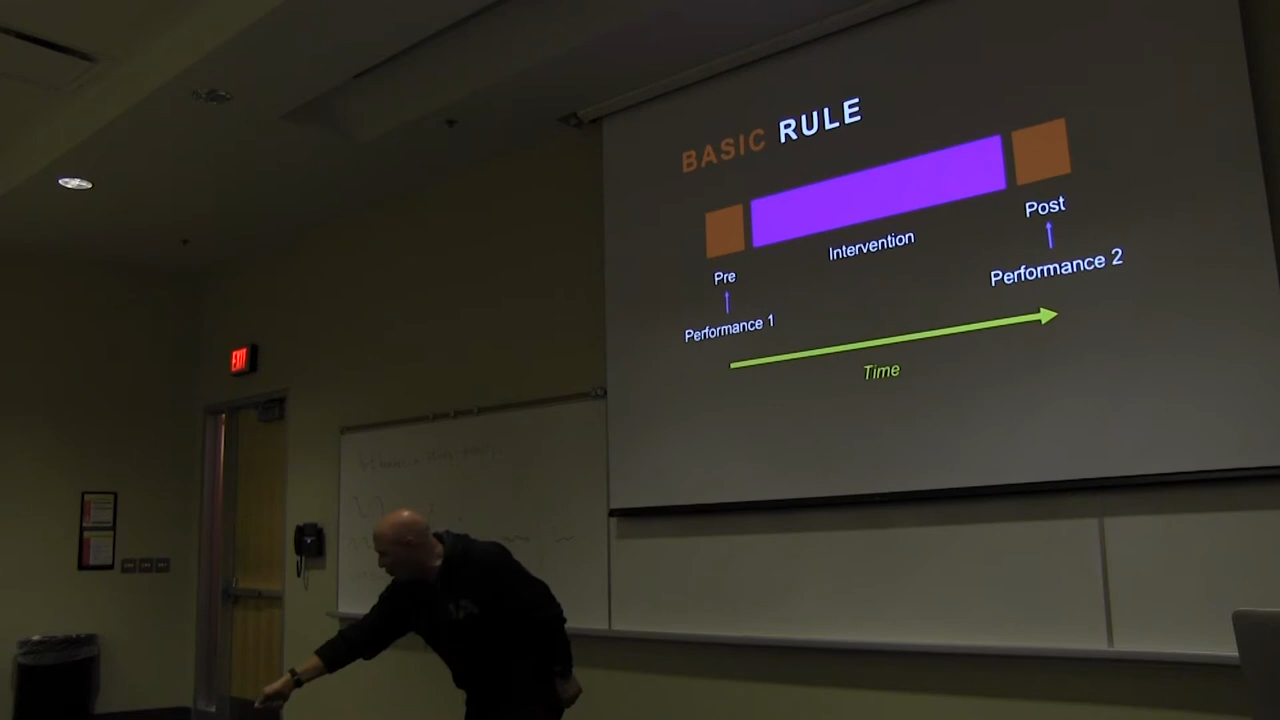 BASIC RULE
Intervention
Post
Pre
Performance 2
Performance 1
Time
EXIT